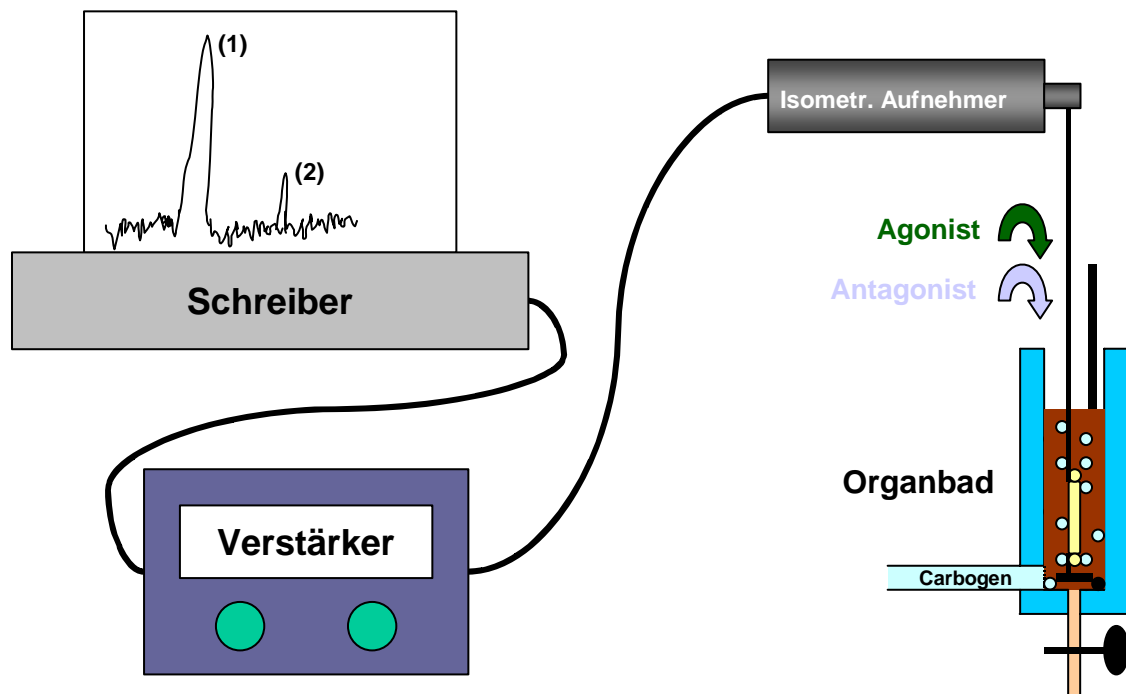 (1)
(2)
Schreiber
Verstärker
Isometr. Aufnehmer
Agonist
Antagonist
Organbad
Carbogen